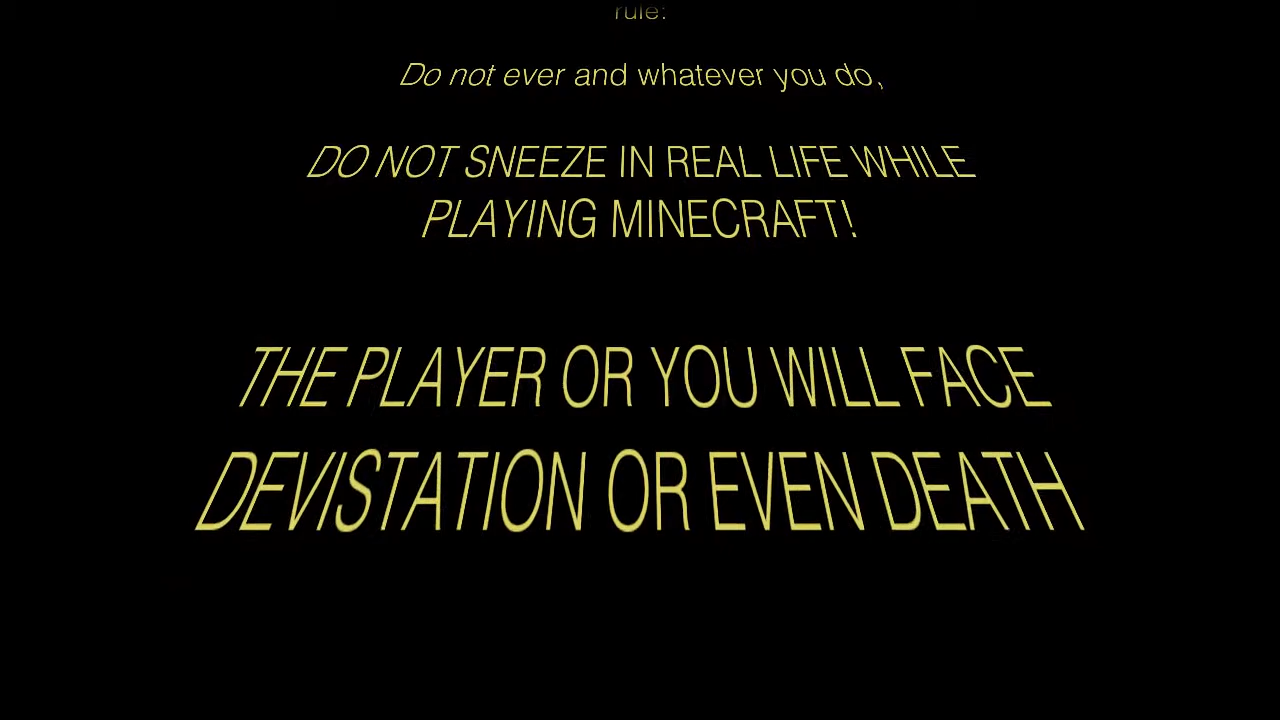 rule:
Do not ever and whatever you do,
DO NOT SNEEZE IN REAL LIFE WHILE
PLAYING MINECRAFT!
THE PLAYER OR YOU WILL FACE
DEVISTATION OR EVEN DEATH